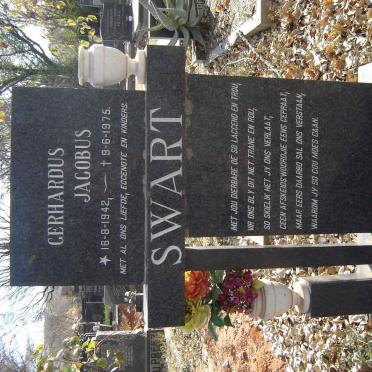 GERHARDUS
JACOBUS
★ 16-8-1942. — † 9-6-1975.
MET AL ONS LIEFDE, EGGENOTE EN KINDERS.
SWART
MET JOU DIERBARE OË SO LAGGEND EN TROU,
VIR ONS BLY DIT NET TRANE EN ROU,
SO SKIELIK HET JY ONS VERLAAT,
GEEN AFSKEIDSWOORDJIE EENS GEPRAAT,
MAAR EERS DAARBO SAL ONS VERSTAAN,
WAAROM JY SO GOU MOES GAAN.